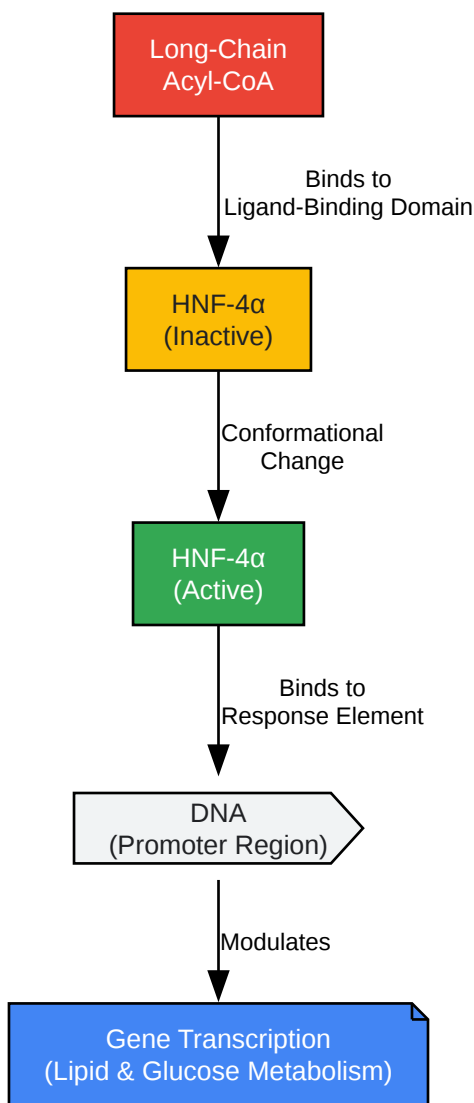 Long-Chain
Acyl-CoA
Binds to
Ligand-Binding Domain
HNF-4α
(Inactive)
Conformational
Change
HNF-4α
(Active)
Binds to
Response Element
DNA
(Promoter Region)
Modulates
Gene Transcription
(Lipid & Glucose Metabolism)